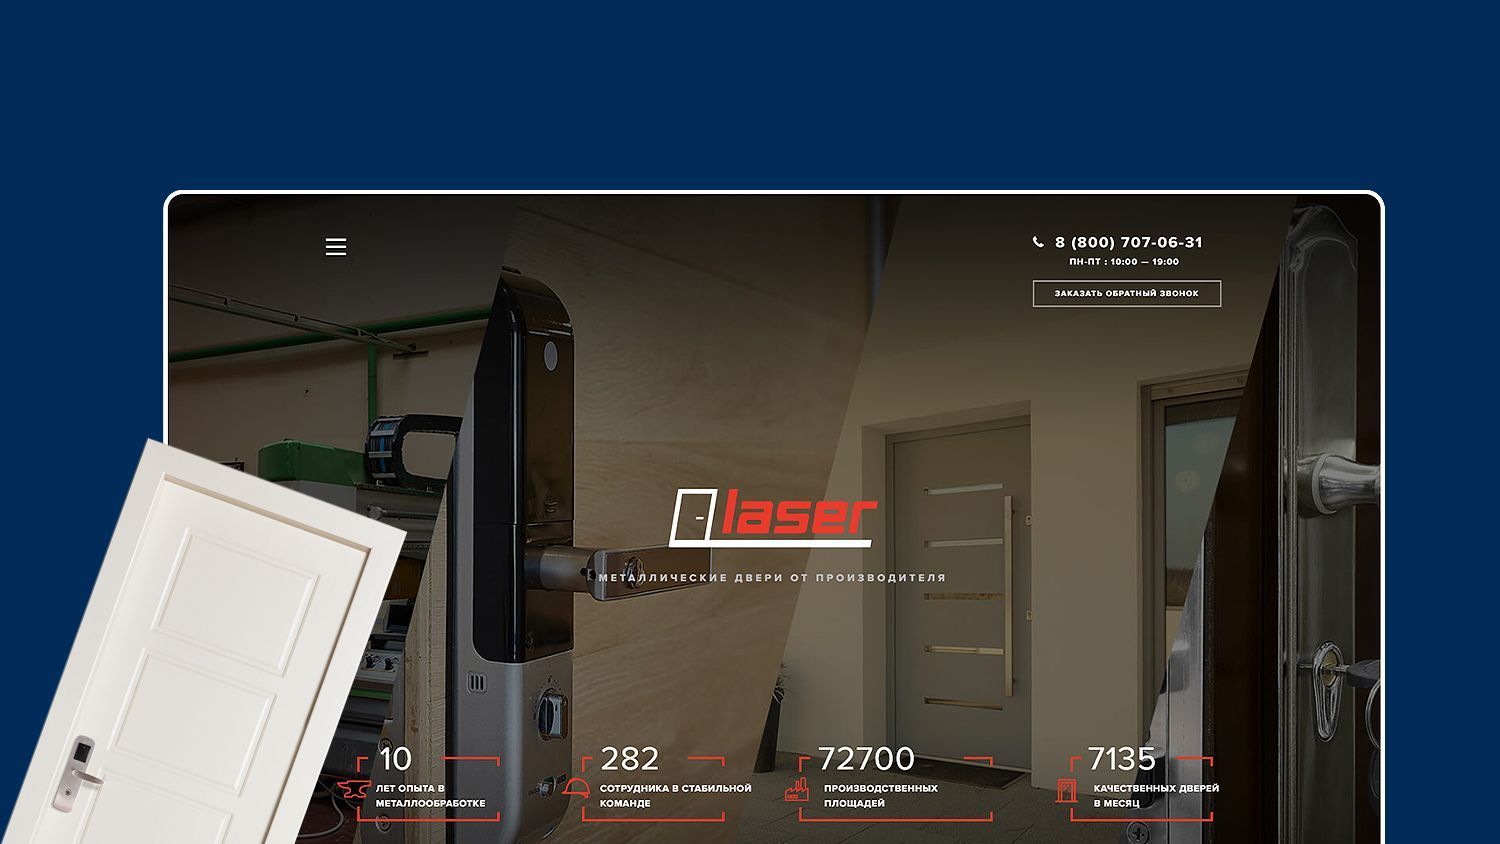 8 (800) 707-06-31
ПН-ПТ : 10:00 — 19:00
ЗАКАЗАТЬ ОБРАТНЫЙ ЗВОНОК
laser
МЕТАЛЛИЧЕСКИЕ ДВЕРИ ОТ ПРОИЗВОДИТЕЛЯ
10
ЛЕТ ОПЫТА В
МЕТАЛЛООБРАБОТКЕ
282
СОТРУДНИКА В СТАБИЛЬНОЙ
КОМАНДЕ
72700
ПРОИЗВОДСТВЕННЫХ
ПЛОЩАДЕЙ
7135
КАЧЕСТВЕННЫХ ДВЕРЕЙ
В МЕСЯЦ